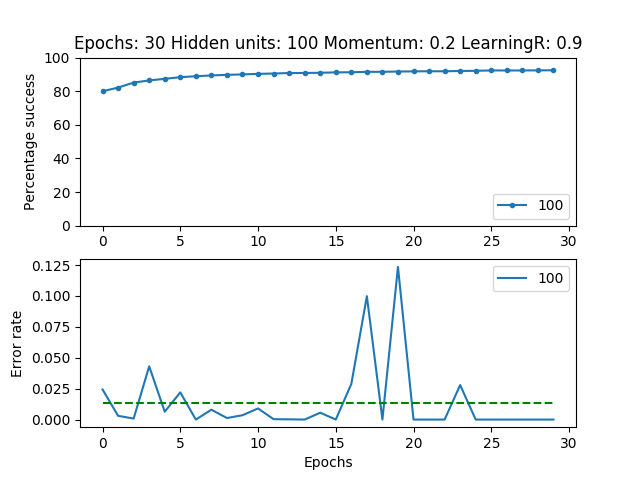 Epochs: 30 Hidden units: 100 Momentum: 0.2 LearningR: 0.9
Percentage success
100
80
60
40
20
0
100
0 5 10 15 20 25 30
Error rate
0.125
0.100
0.075
0.050
0.025
0.000
100
0 5 10 15 20 25 30
Epochs